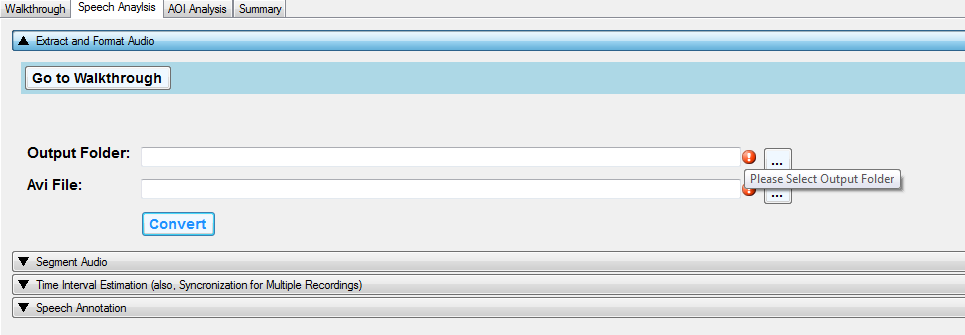 Walkthrough Speech Anaylsis AOI Analysis Summary
Extract and Format Audio
Go to Walkthrough
Output Folder: ...
Please Select Output Folder
Avi File: ...
Convert
Segment Audio
Time Interval Estimation (also, Syncronization for Multiple Recordings)
Speech Annotation